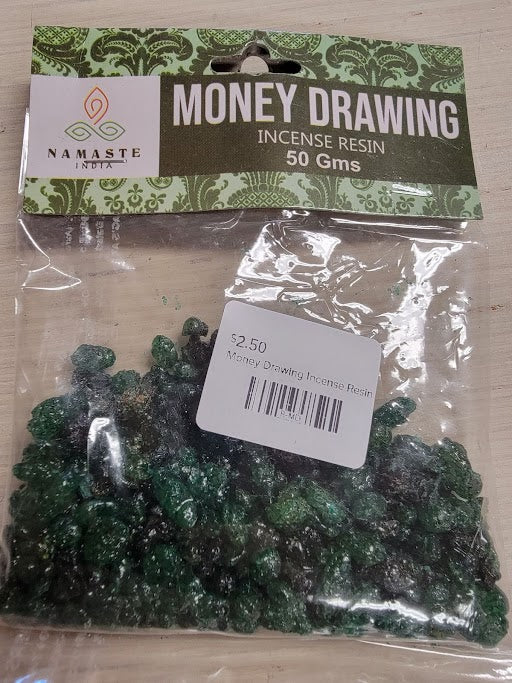 MONEY DRAWING
INCENSE RESIN
50 Gms
NAMASTE
INDIA
$2.50
Money Drawing Incense Resin